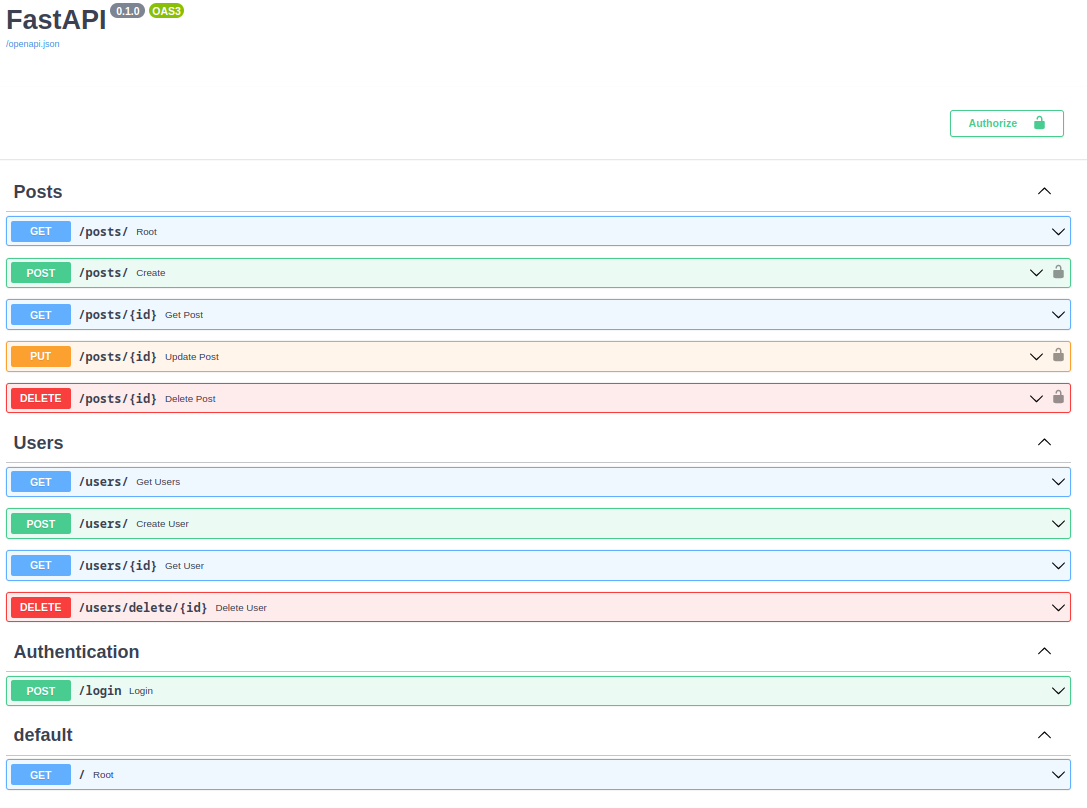 FastAPI 0.1.0 OAS3
/openapi.json
Authorize
Posts
GET /posts/ Root
POST /posts/ Create
GET /posts/{id} Get Post
PUT /posts/{id} Update Post
DELETE /posts/{id} Delete Post
Users
GET /users/ Get Users
POST /users/ Create User
GET /users/{id} Get User
DELETE /users/delete/{id} Delete User
Authentication
POST /login Login
default
GET / Root